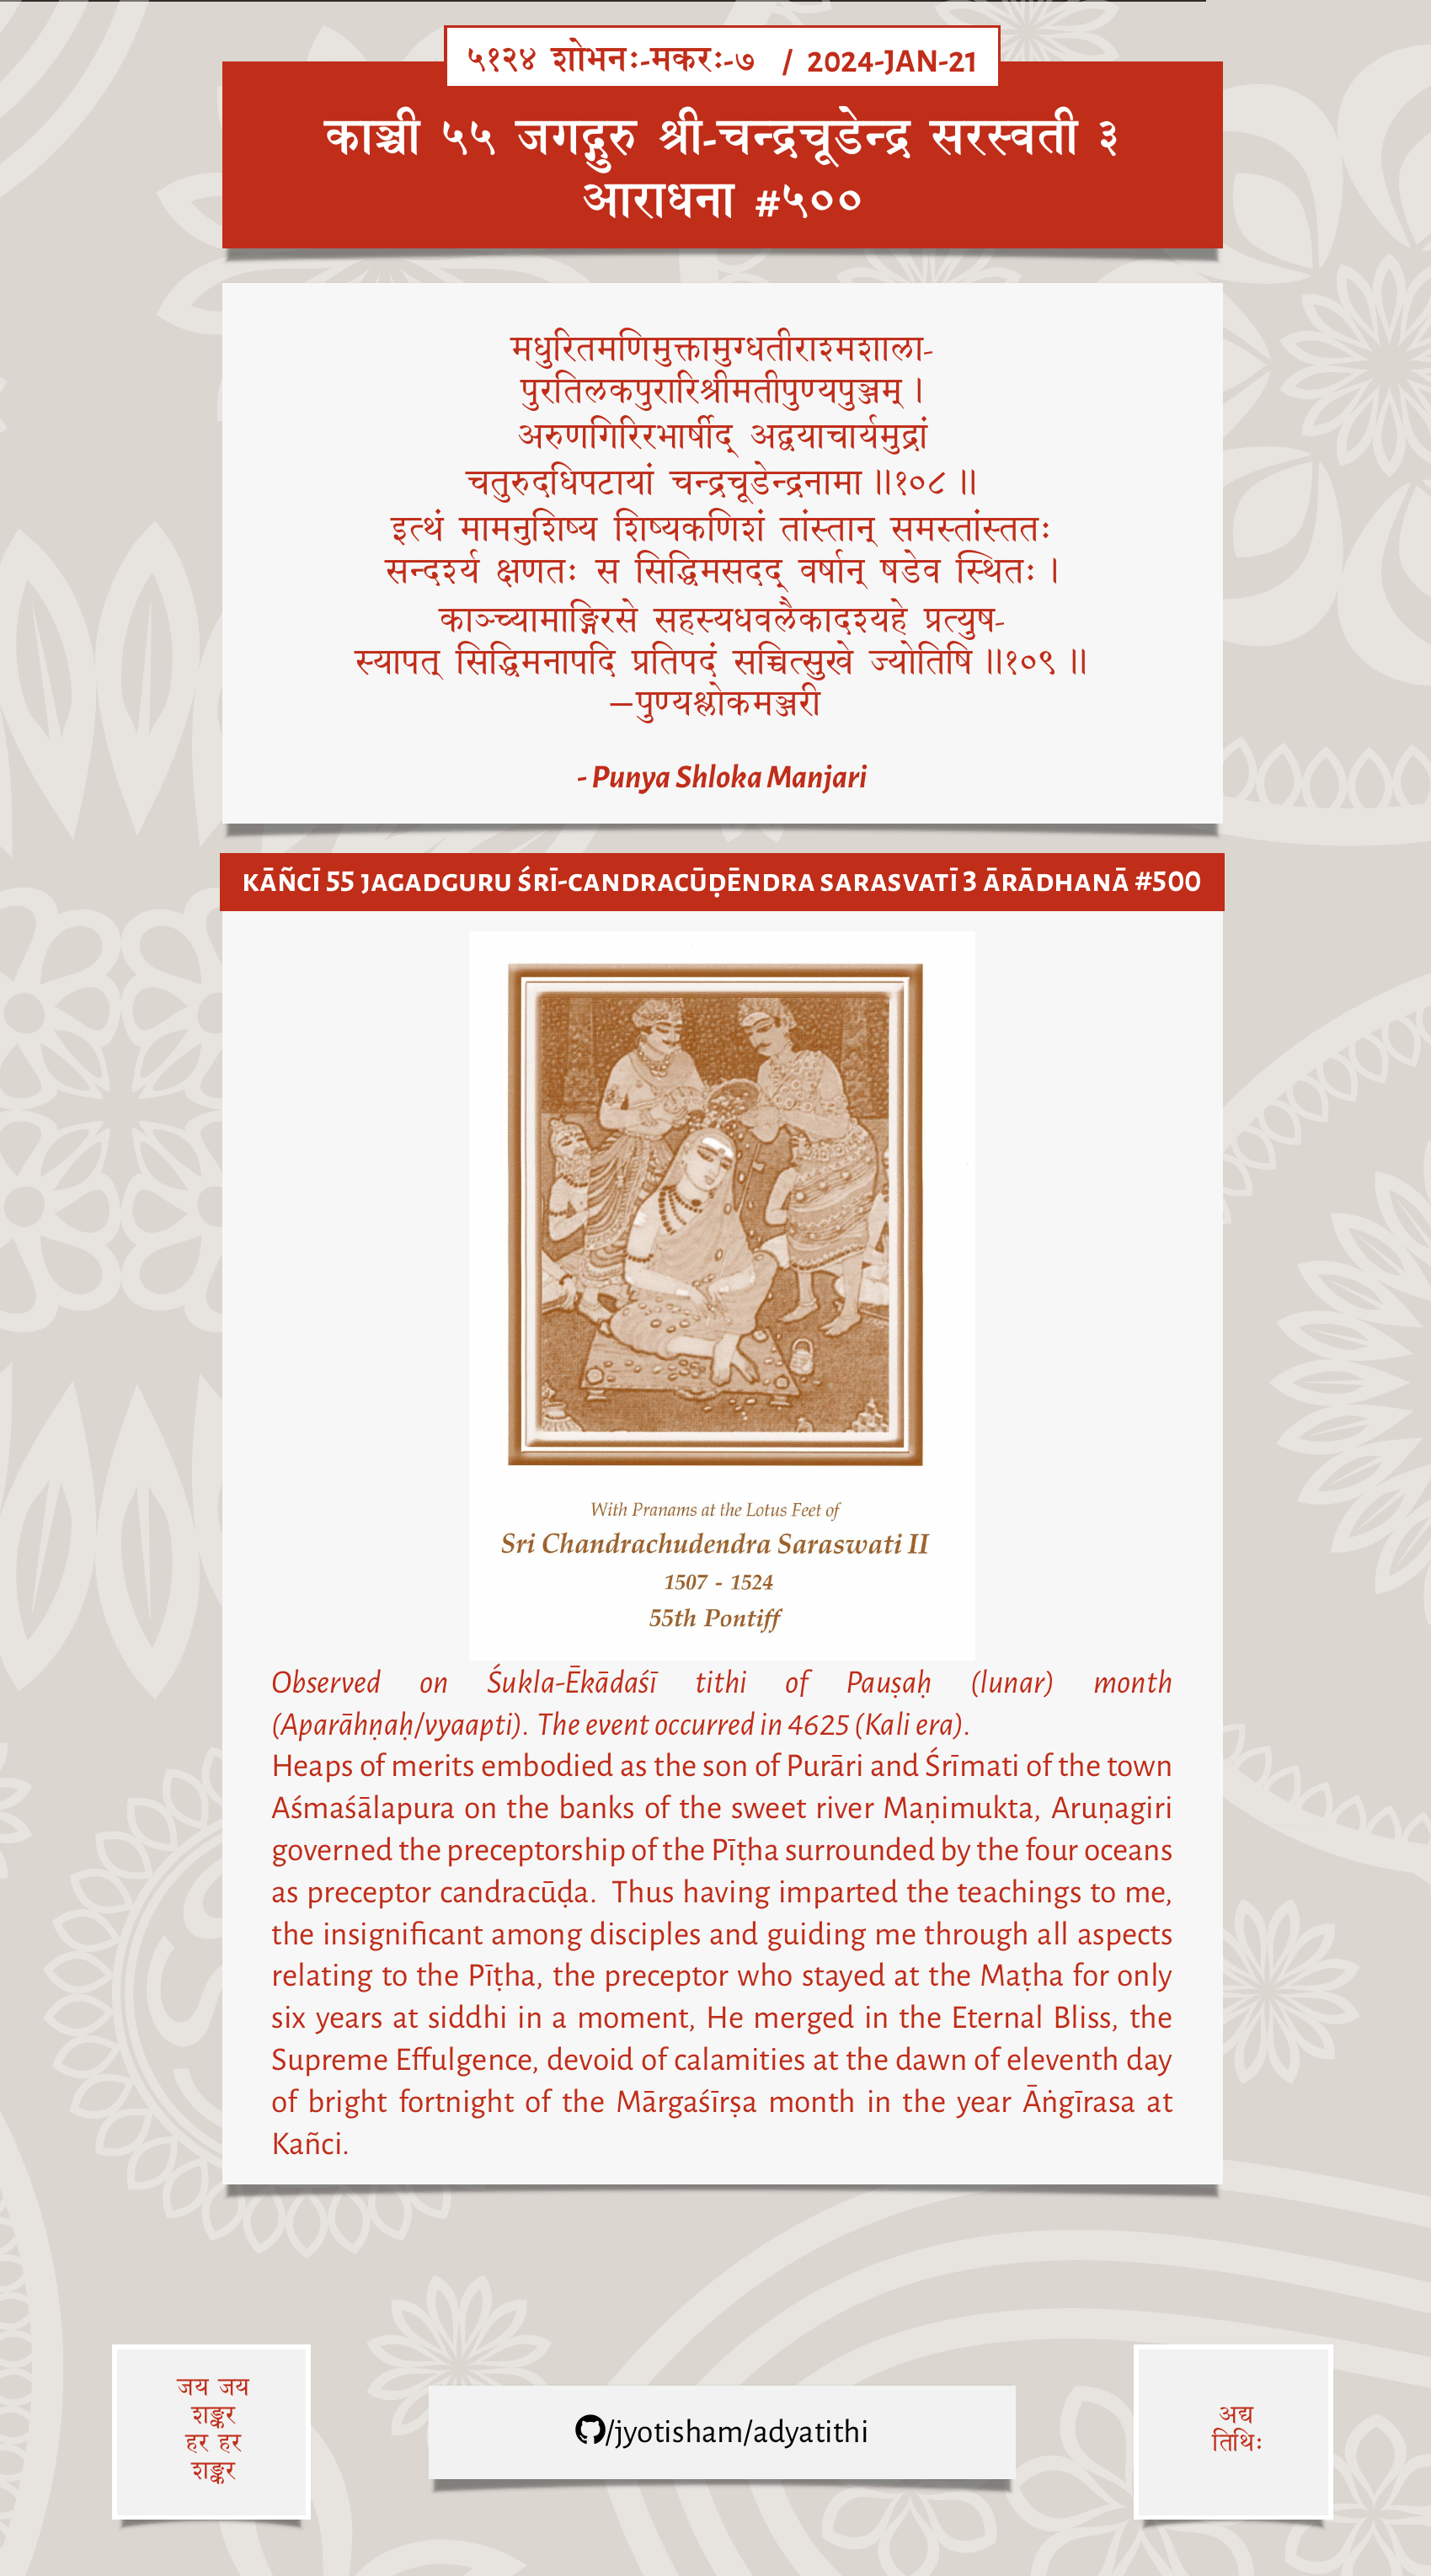 ५१२४ शोभनः-मकरः-७ / 2024-JAN-21
काञ्ची ५५ जगद्गुरु श्री-चन्द्रचूडेन्द्र सरस्वती ३
आराधना #५००
मधुरितमणिमुक्तामुग्धतीराश्मशाला-
पुरतिलकपुरारिश्रीमतीपुण्यपुञ्जम् ।
अरुणगिरिरभार्षीद् अद्वयाचार्यमुद्रां
चतुरुदधिपटायां चन्द्रचूडेन्द्रनामा ॥१०८ ॥
इत्थं मामनुशिष्य शिष्यकणिशं तांस्तान् समस्तांस्ततः
सन्दर्श्य क्षणतः स सिद्धिमसदद् वर्षान् षडेव स्थितः ।
काञ्च्यामाङ्गिरसे सहस्यधवलैकादश्यहे प्रत्युष-
स्यापत् सिद्धिमनापदि प्रतिपदं सच्चित्सुखे ज्योतिषि ॥१०९ ॥
—पुण्यश्लोकमञ्जरी
- Punya Shloka Manjari
KĀÑCĪ 55 JAGADGURU ŚRĪ-CANDRACŪḌĒNDRA SARASVATĪ 3 ĀRĀDHANĀ #500
With Pranams at the Lotus Feet of
Sri Chandrachudendra Saraswati II
1507 - 1524
55th Pontiff
Observed on Śukla-Ēkādaśī tithi of Pauṣaḥ (lunar) month
(Aparāhṇaḥ/vyaapti). The event occurred in 4625 (Kali era).
Heaps of merits embodied as the son of Purāri and Śrīmati of the town
Aśmaśālapura on the banks of the sweet river Maṇimukta, Aruṇagiri
governed the preceptorship of the Pīṭha surrounded by the four oceans
as preceptor candracūḍa. Thus having imparted the teachings to me,
the insignificant among disciples and guiding me through all aspects
relating to the Pīṭha, the preceptor who stayed at the Maṭha for only
six years at siddhi in a moment, He merged in the Eternal Bliss, the
Supreme Effulgence, devoid of calamities at the dawn of eleventh day
of bright fortnight of the Mārgaśīrṣa month in the year Āṅgīrasa at
Kañci.
जय जय
शङ्कर
हर हर
शङ्कर
/jyotisham/adyatithi
अद्य
तिथिः